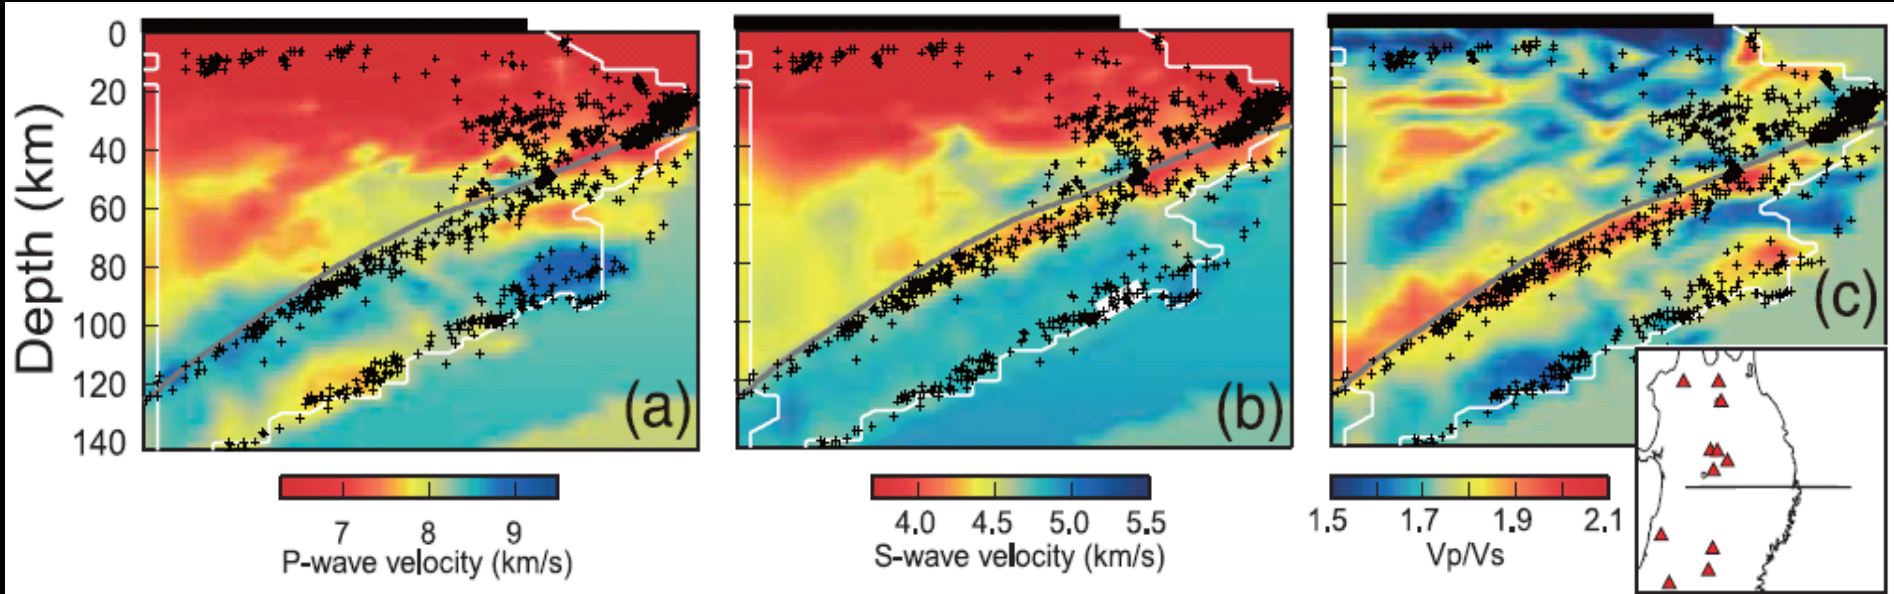 Depth (km)
0
20
40
60
80
100
120
140
(a)
(b)
(c)
7 8 9
P-wave velocity (km/s)
4.0 4.5 5.0 5.5
S-wave velocity (km/s)
1.5 1.7 1.9 2.1
Vp/Vs